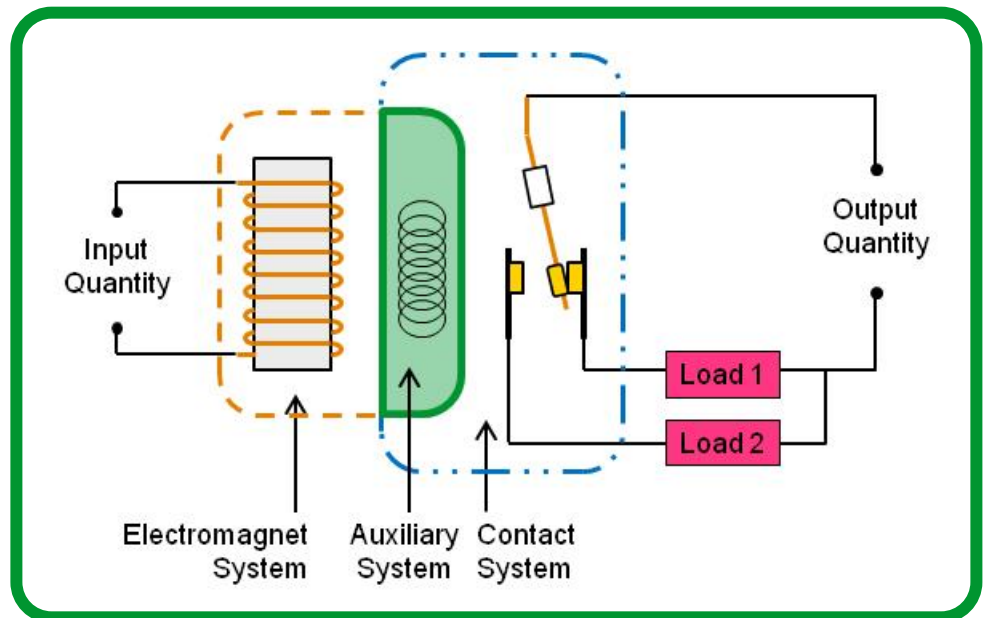 Input
Quantity
Output
Quantity
Load 1
Load 2
Electromagnet
System
Auxiliary
System
Contact
System